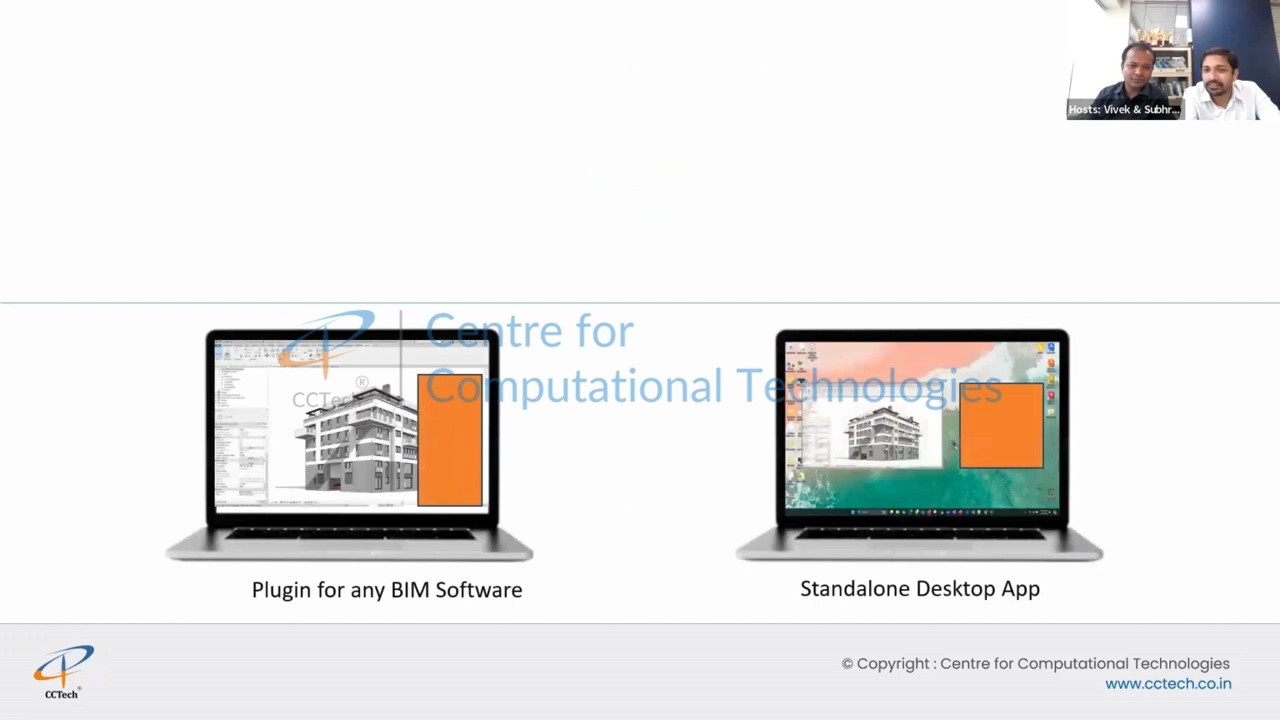 Hosts: Vivek & Subhr...
Centre for
Computational Technologies
CCTech®
Plugin for any BIM Software
Standalone Desktop App
CCTech®
© Copyright : Centre for Computational Technologies
www.cctech.co.in